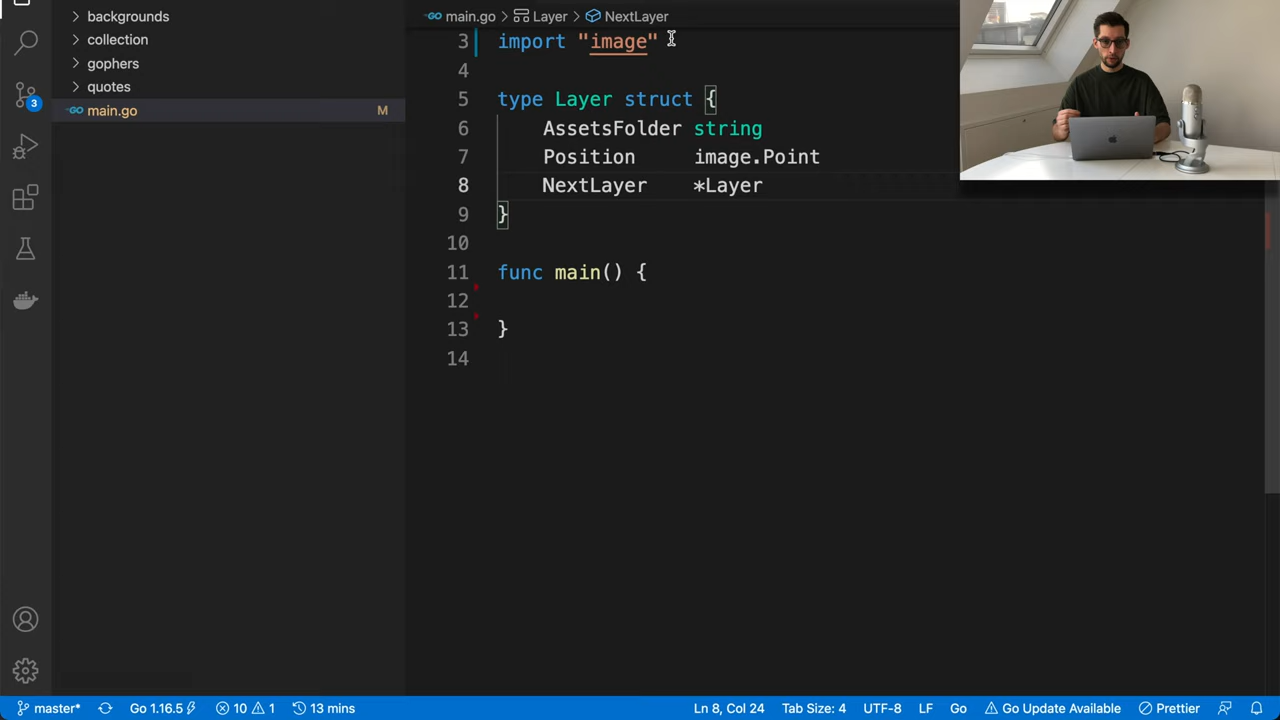 backgrounds
collection
gophers
quotes
main.go M
3
main.go > Layer > NextLayer
3 import "image"
4
5 type Layer struct {
6 AssetsFolder string
7 Position image.Point
8 NextLayer *Layer
9 }
10
11 func main() {
12
13 }
14
master* Go 1.16.5 10 1 13 mins Ln 8, Col 24 Tab Size: 4 UTF-8 LF Go Go Update Available Prettier